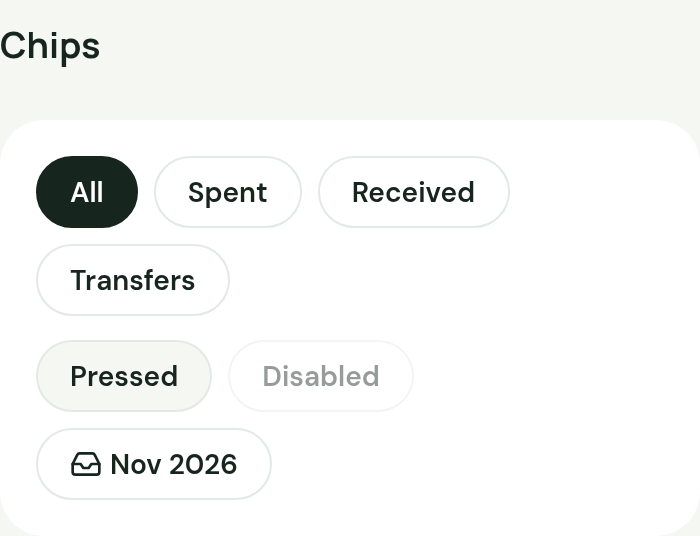 Chips
All Spent Received
Transfers
Pressed Disabled
Nov 2026